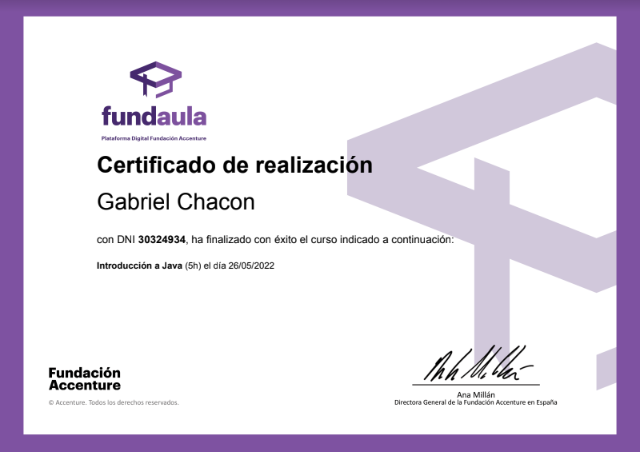 fundaula
Plataforma Digital Fundación Accenture
Certificado de realización
Gabriel Chacon
con DNI 30324934, ha finalizado con éxito el curso indicado a continuación:
Introducción a Java (5h) el día 26/05/2022
Fundación
Accenture
© Accenture. Todos los derechos reservados.
Ana Millán
Directora General de la Fundación Accenture en España